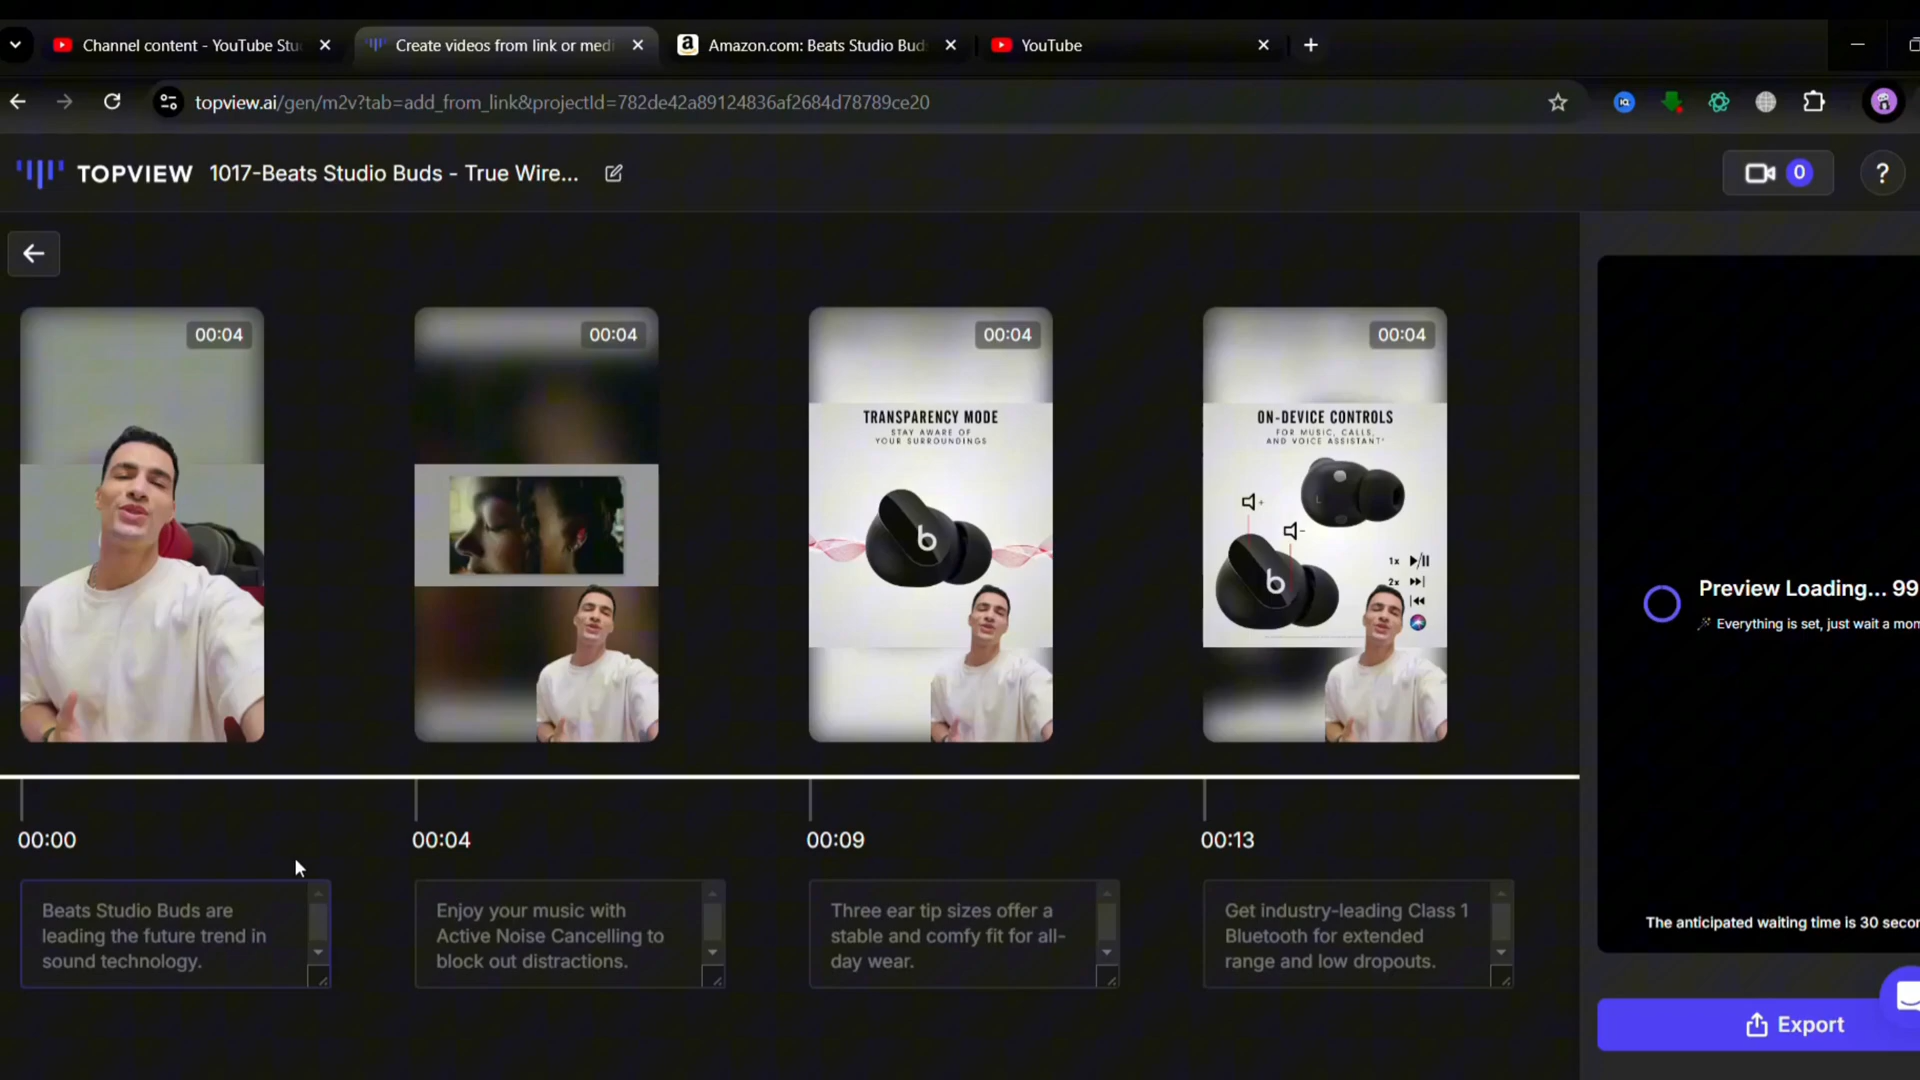 Channel content - YouTube Stu
Create videos from link or medi
Amazon.com: Beats Studio Bud
YouTube
topview.ai/gen/m2v?tab=add_from_link&projectId=782de42a89124836af2684d78789ce20
TOPVIEW
1017-Beats Studio Buds - True Wire...
0
?
00:04
00:04
00:04
00:04
TRANSPARENCY MODE
STAY AWARE OF
YOUR SURROUNDINGS
ON-DEVICE CONTROLS
FOR MUSIC, CALLS,
AND VOICE ASSISTANT¹
L
1x
2x
b
b
Preview Loading... 99
Everything is set, just wait a mom
00:00
00:04
00:09
00:13
Beats Studio Buds are
leading the future trend in
sound technology.
Enjoy your music with
Active Noise Cancelling to
block out distractions.
Three ear tip sizes offer a
stable and comfy fit for all-
day wear.
Get industry-leading Class 1
Bluetooth for extended
range and low dropouts.
The anticipated waiting time is 30 secon
Export